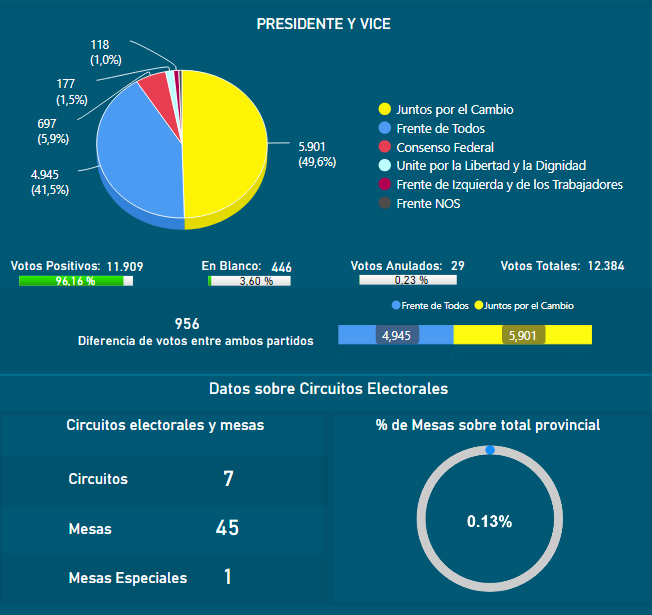 PRESIDENTE Y VICE
118
(1,0%)
177
(1,5%)
697
(5,9%)
4.945
(41,5%)
5.901
(49,6%)
Juntos por el Cambio
Frente de Todos
Consenso Federal
Unite por la Libertad y la Dignidad
Frente de Izquierda y de los Trabajadores
Frente NOS
Votos Positivos: 11.909
96,16 %
En Blanco: 446
3,60 %
Votos Anulados: 29
0.23 %
Votos Totales: 12.384
956
Diferencia de votos entre ambos partidos
Frente de Todos Juntos por el Cambio
4,945 5,901
Datos sobre Circuitos Electorales
Circuitos electorales y mesas
Circuitos 7
Mesas 45
Mesas Especiales 1
% de Mesas sobre total provincial
0.13%